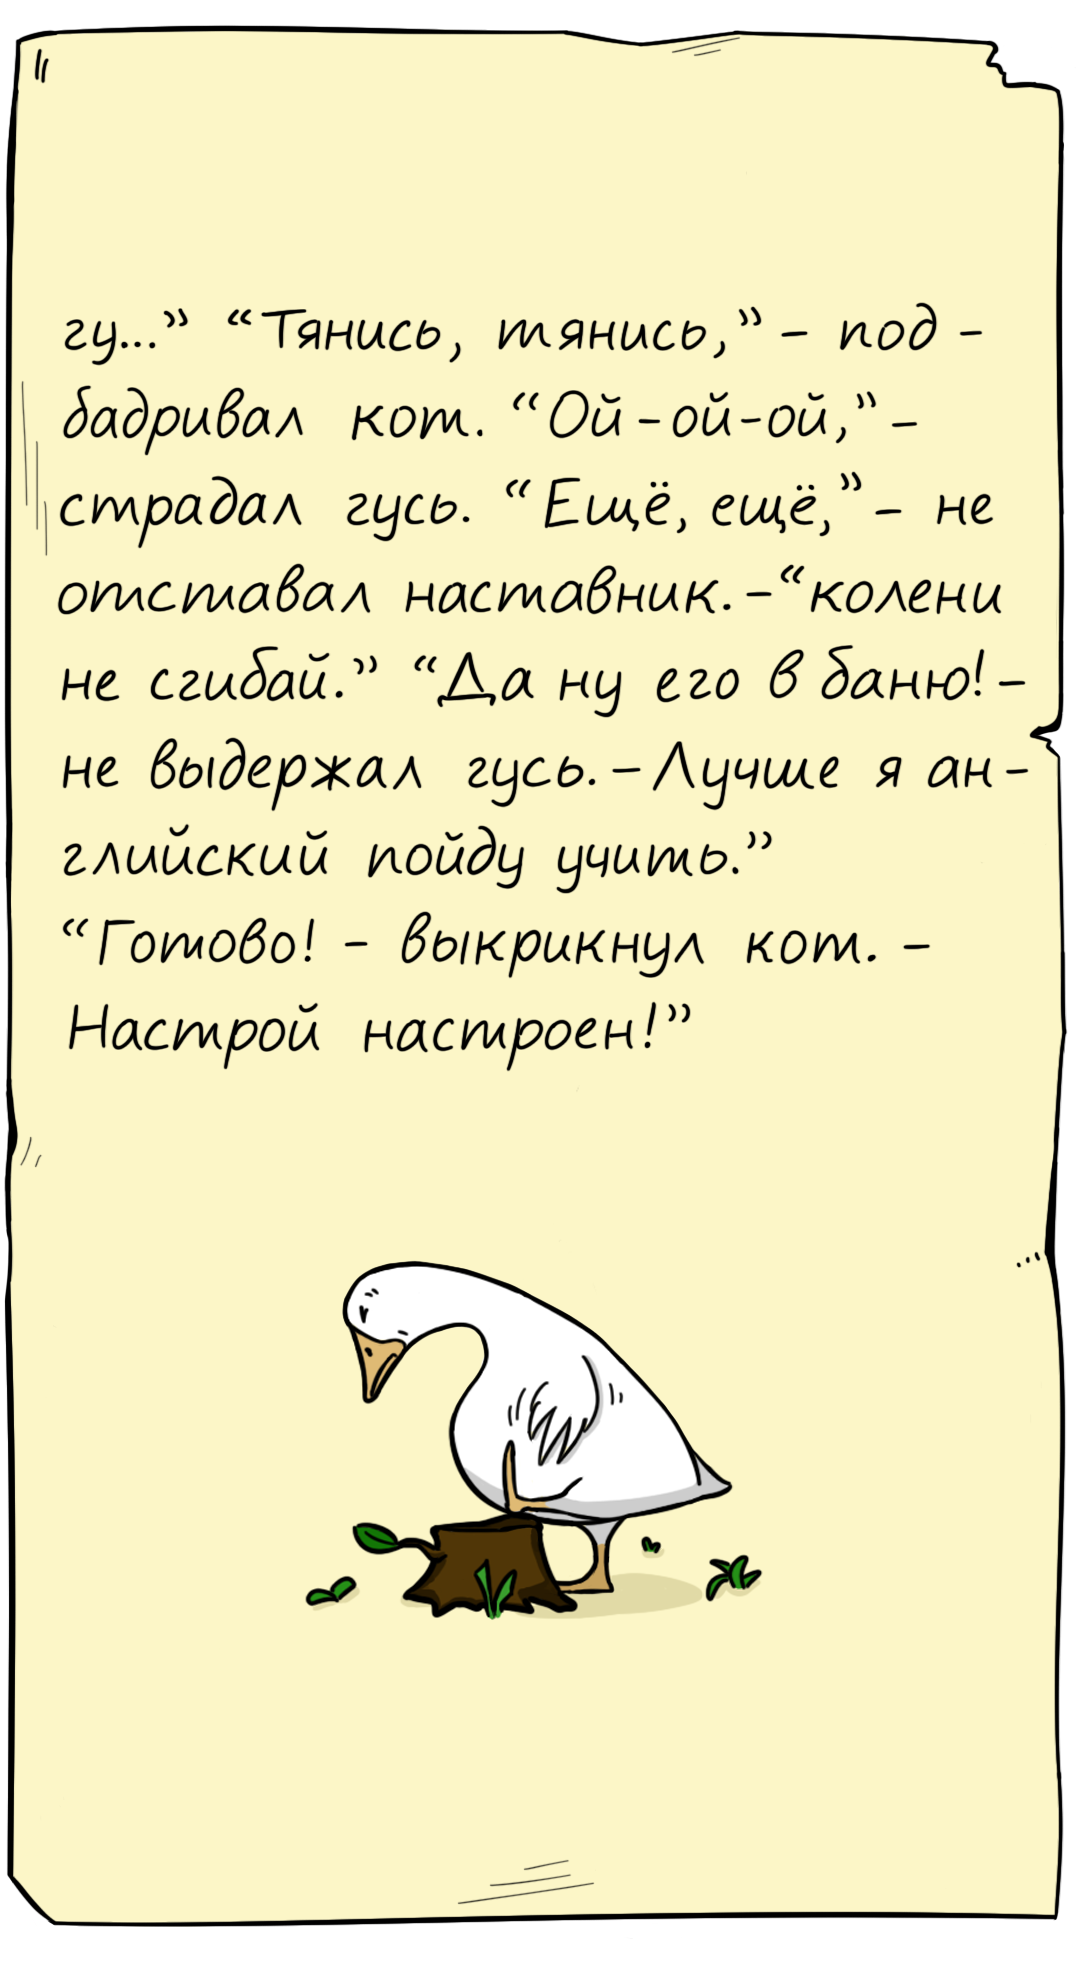 гу...” “Тянись, тянись,” – под -
бадривал кот. “Ой - ой-ой,” –
страдал гусь. “Ещё, ещё,” – не
отставал наставник. – “колени
не сгибай.” “Да ну его в баню! –
не выдержал гусь. – Лучше я ан -
глийский пойду учить.”
“Готово! – выкрикнул кот. –
Настрой настроен!”